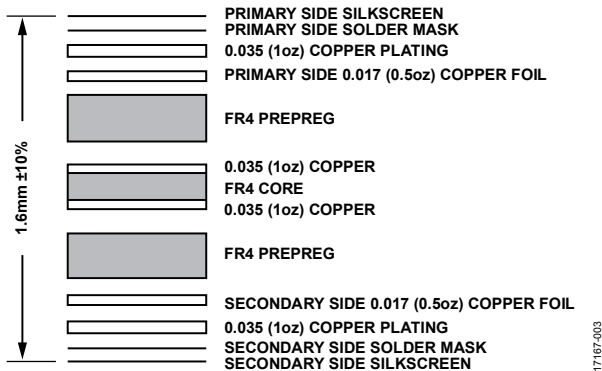 PRIMARY SIDE SILKSCREEN
PRIMARY SIDE SOLDER MASK
0.035 (1oz) COPPER PLATING
PRIMARY SIDE 0.017 (0.5oz) COPPER FOIL
FR4 PREPREG
1.6mm ±10%
0.035 (1oz) COPPER
FR4 CORE
0.035 (1oz) COPPER
FR4 PREPREG
SECONDARY SIDE 0.017 (0.5oz) COPPER FOIL
0.035 (1oz) COPPER PLATING
SECONDARY SIDE SOLDER MASK
SECONDARY SIDE SILKSCREEN
17167-003